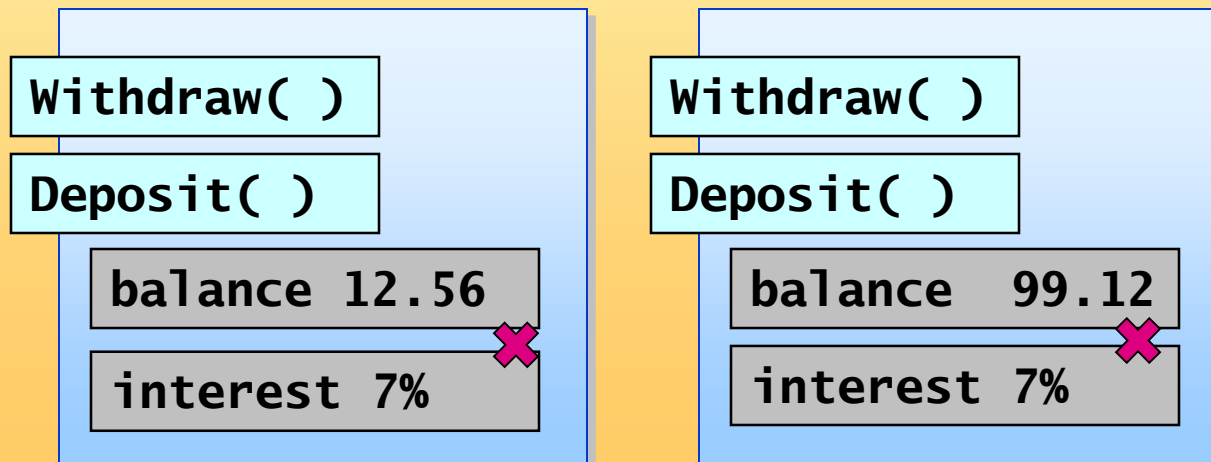 Withdraw( )
Deposit( )
balance 12.56
interest 7%
Withdraw( )
Deposit( )
balance 99.12
interest 7%